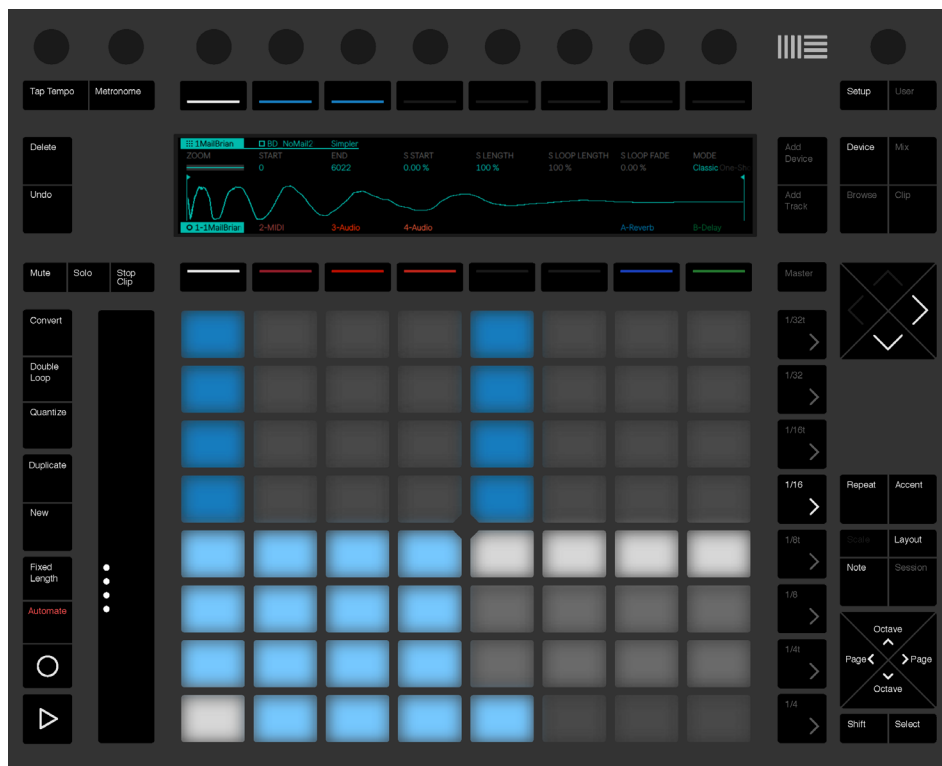 Tap Tempo
Metronome
Setup
User
Delete
Undo
1MailBrian
BD_NoMail2
Simpler
ZOOM
START
END
S START
S LENGTH
S LOOP LENGTH
S LOOP FADE
MODE
0
6022
0.00 %
100 %
100 %
0.00 %
Classic One-Sh
1-1MailBriar
2-MIDI
3-Audio
4-Audio
A-Reverb
B-Delay
Add
Device
Add
Track
Device
Mix
Browse
Clip
Mute
Solo
Stop
Clip
Master
Convert
Double
Loop
Quantize
Duplicate
New
Fixed
Length
Automate
1/32t
1/32
1/16t
1/16
1/8t
1/8
1/4t
1/4
Repeat
Accent
Scale
Layout
Note
Session
Octave
Page
Page
Octave
Shift
Select